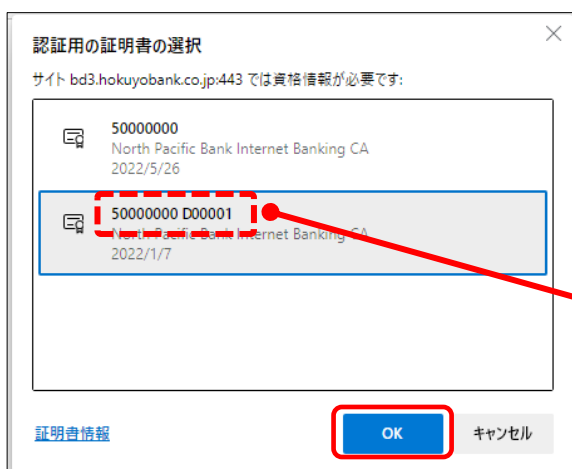 認証用の証明書の選択
サイト bd3.hokuyobank.co.jp:443 では資格情報が必要です:
50000000
North Pacific Bank Internet Banking CA
2022/5/26
50000000 D00001
North Pacific Bank Internet Banking CA
2022/1/7
証明書情報
OK
キャンセル